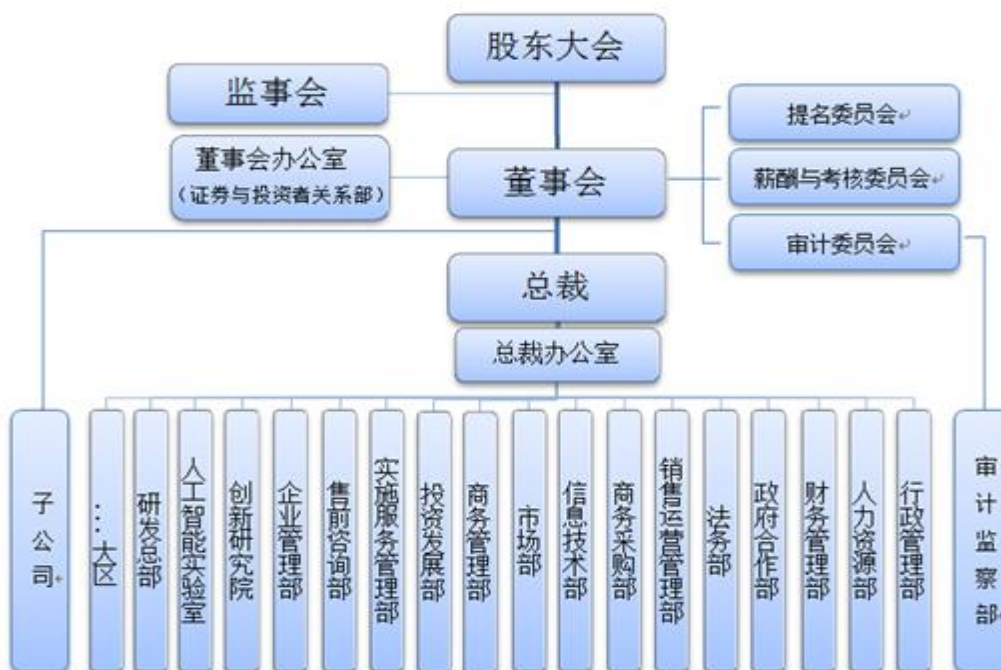 股东大会
监事会
提名委员会
董事会办公室
（证券与投资者关系部）
董事会
薪酬与考核委员会
审计委员会
总裁
总裁办公室
子公司
…大区
研发总部
人工智能实验室
创新研究院
企业管理部
售前咨询部
实施服务管理部
投资发展部
商务管理部
市场部
信息技术部
商务采购部
销售运营管理部
法务部
政府合作部
财务管理部
人力资源部
行政管理部
审计监察部